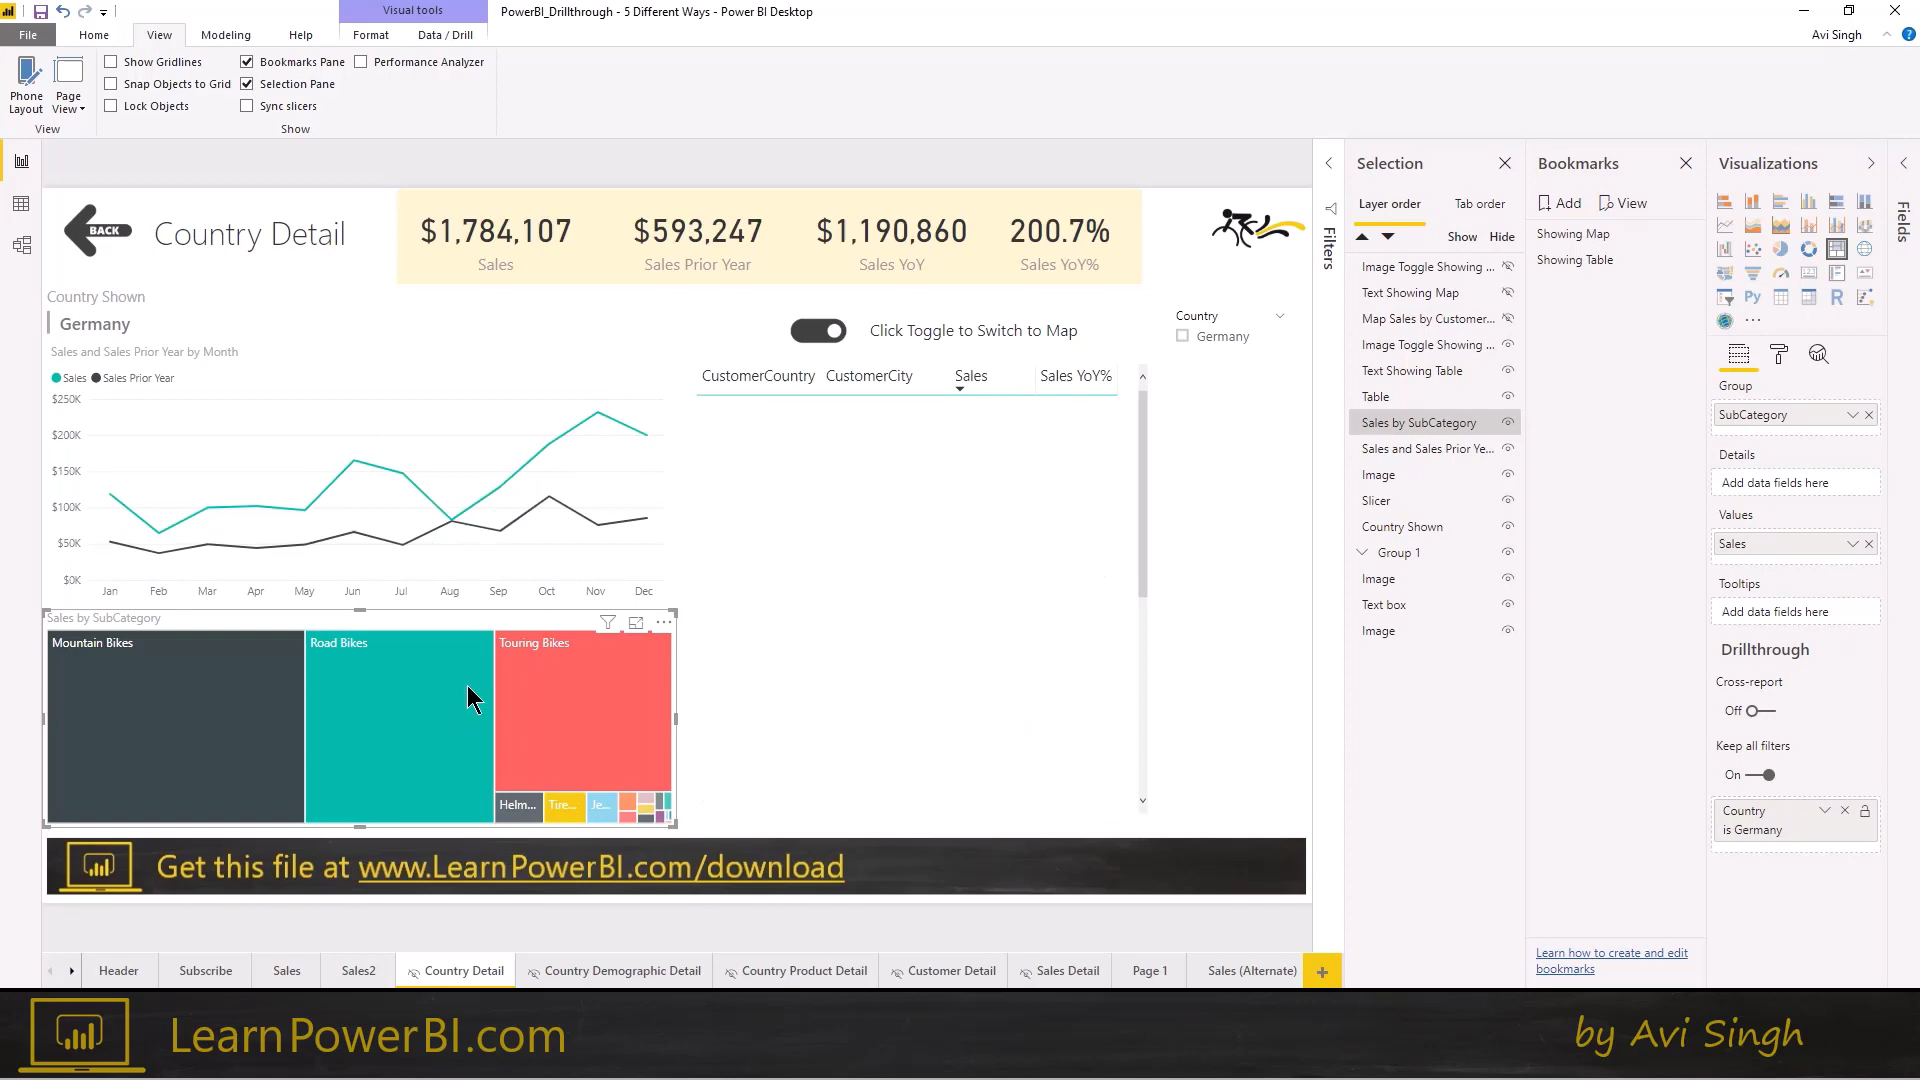 Visual tools
PowerBI_Drillthrough - 5 Different Ways - Power BI Desktop
File
Home
View
Modeling
Help
Format
Data / Drill
Avi Singh
?
Phone Layout
Page View
Show Gridlines
Snap Objects to Grid
Lock Objects
Bookmarks Pane
Selection Pane
Sync slicers
Performance Analyzer
View
Show
BACK
Country Detail
$1,784,107
Sales
$593,247
Sales Prior Year
$1,190,860
Sales YoY
200.7%
Sales YoY%
Country Shown
Germany
Click Toggle to Switch to Map
Country
Germany
Sales and Sales Prior Year by Month
Sales
Sales Prior Year
$250K
$200K
$150K
$100K
$50K
$0K
Jan
Feb
Mar
Apr
May
Jun
Jul
Aug
Sep
Oct
Nov
Dec
CustomerCountry
CustomerCity
Sales
Sales YoY%
Sales by SubCategory
Mountain Bikes
Road Bikes
Touring Bikes
Helm...
Tire...
Je...
Get this file at www.LearnPowerBI.com/download
Header
Subscribe
Sales
Sales2
Country Detail
Country Demographic Detail
Country Product Detail
Customer Detail
Sales Detail
Page 1
Sales (Alternate)
+
Filters
Selection
Layer order
Tab order
Show
Hide
Image Toggle Showing ...
Text Showing Map
Map Sales by Customer...
Image Toggle Showing ...
Text Showing Table
Table
Sales by SubCategory
Sales and Sales Prior Ye...
Image
Slicer
Country Shown
Group 1
Image
Text box
Image
Bookmarks
Add
View
Showing Map
Showing Table
Learn how to create and edit
bookmarks
Visualizations
Py
R
...
Group
SubCategory
Details
Add data fields here
Values
Sales
Tooltips
Add data fields here
Drillthrough
Cross-report
Off
Keep all filters
On
Country
is Germany
Fields
LearnPowerBI.com
by Avi Singh